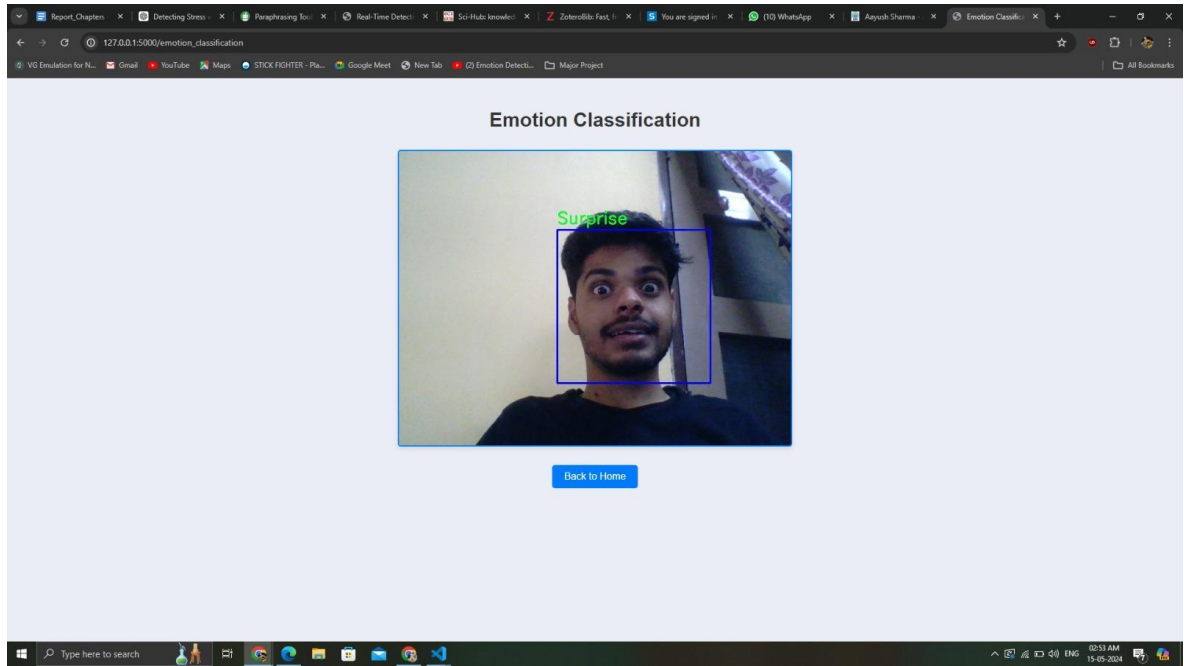 Report_Chapters
Detecting Stress
Paraphrasing Tool
Real-Time Detect
Sci-Hub: knowled
ZoteroBib: Fast, f
You are signed in
(10) WhatsApp
Aayush Sharma -
Emotion Classific
127.0.0.1:5000/emotion_classification
VG Emulation for N...
Gmail
YouTube
Maps
STICK FIGHTER - Pla...
Google Meet
New Tab
(2) Emotion Detecti...
Major Project
All Bookmarks
Emotion Classification
Surprise
Back to Home
Type here to search
ENG
02:53 AM
15-05-2024